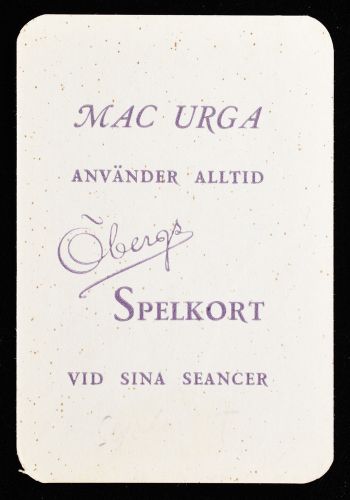 MAC URGA
ANVÄNDER ALLTID
Öbergs
SPELKORT
VID SINA SEANCER